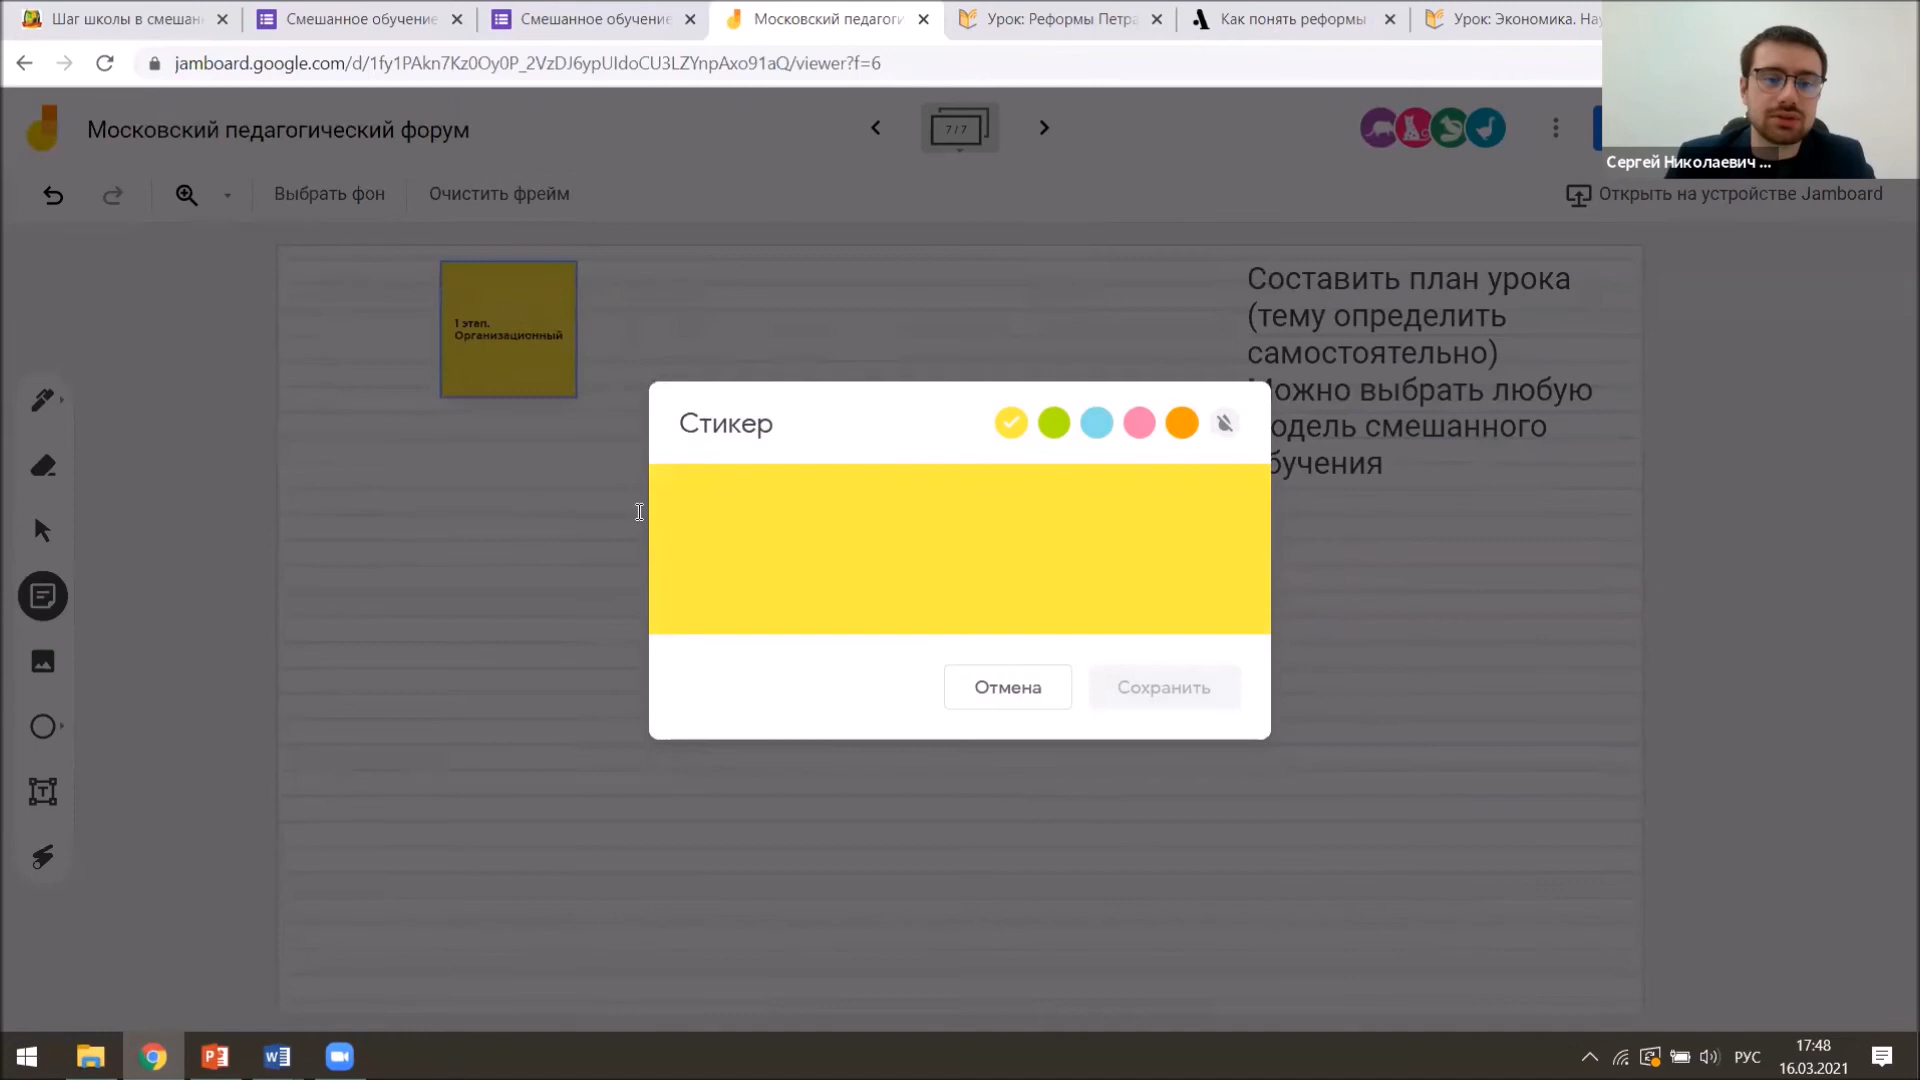 Шаг школы в смешан
Смешанное обучение
Смешанное обучение
Московский педагоги
Урок: Реформы Петра
Как понять реформы
Урок: Экономика. На
jamboard.google.com/d/1fy1PAkn7Kz0Oy0P_2VzDJ6ypUIdoCU3LZYnpAxo91aQ/viewer?f=6
Московский педагогический форум
7 / 7
Сергей Николаевич ...
Выбрать фон
Очистить фрейм
Открыть на устройстве Jamboard
1 этап.
Организационный
Составить план урока
(тему определить
самостоятельно)
Можно выбрать любую
одель смешанного
бучения
Стикер
Отмена
Сохранить
РУС
17:48
16.03.2021